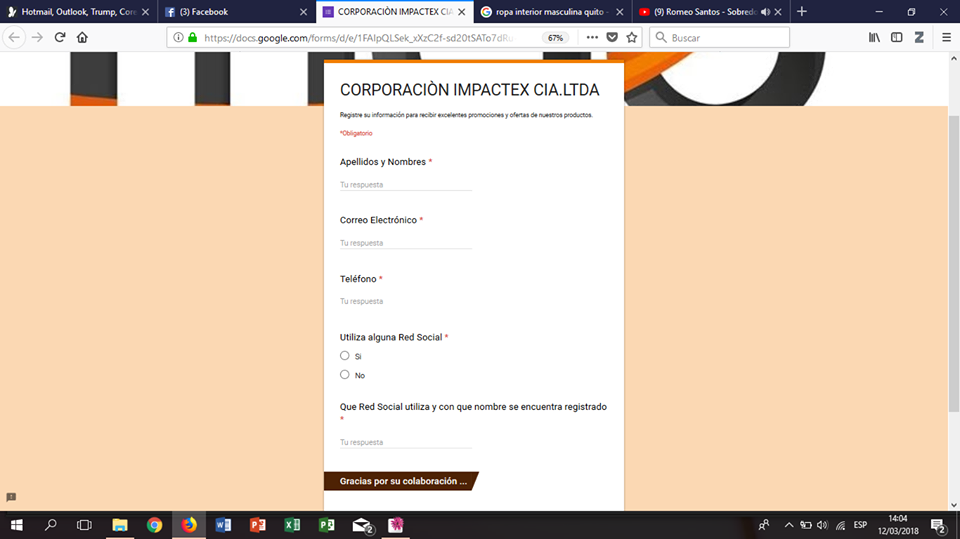 Hotmail, Outlook, Trump, Core
(3) Facebook
CORPORACIÒN IMPACTEX CIA
ropa interior masculina quito -
(9) Romeo Santos - Sobredo
https://docs.google.com/forms/d/e/1FAIpQLSek_xXzC2f-sd20tSATo7dRu
67%
Buscar
CORPORACIÒN IMPACTEX CIA.LTDA
Registre su información para recibir excelentes promociones y ofertas de nuestros productos.
*Obligatorio
Apellidos y Nombres *
Tu respuesta
Correo Electrónico *
Tu respuesta
Teléfono *
Tu respuesta
Utiliza alguna Red Social *
Si
No
Que Red Social utiliza y con que nombre se encuentra registrado
*
Tu respuesta
Gracias por su colaboración ...
ESP
14:04
12/03/2018
2
2